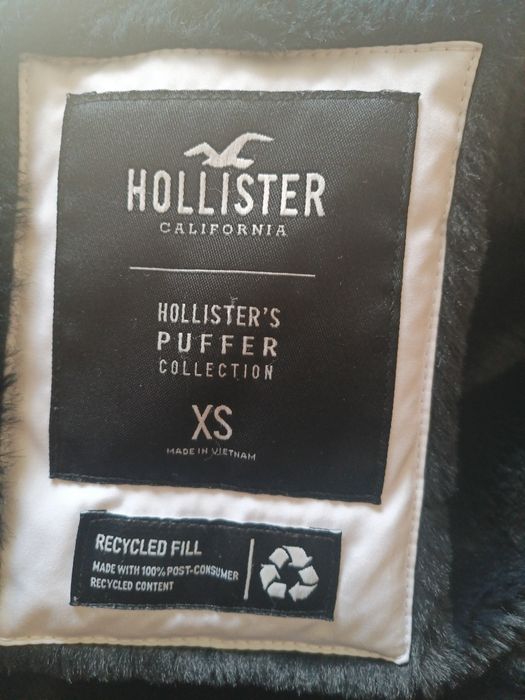 HOLLISTER
CALIFORNIA
HOLLISTER'S
PUFFER
COLLECTION
XS
MADE IN VIETNAM
RECYCLED FILL
MADE WITH 100% POST-CONSUMER
RECYCLED CONTENT